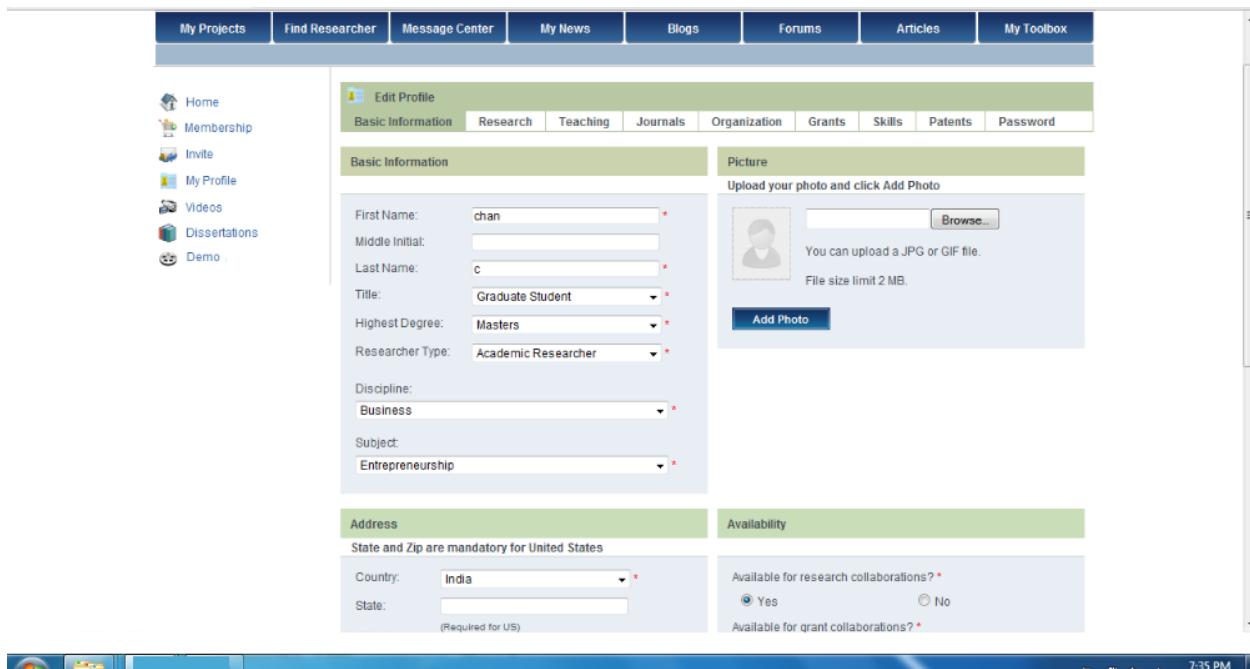 My Projects Find Researcher Message Center My News Blogs Forums Articles My Toolbox
Home
Membership
Invite
My Profile
Videos
Dissertations
Demo
Edit Profile
Basic Information Research Teaching Journals Organization Grants Skills Patents Password
Basic Information
First Name: chan *
Middle Initial:
Last Name: c *
Title: Graduate Student *
Highest Degree: Masters *
Researcher Type: Academic Researcher *
Discipline:
Business *
Subject:
Entrepreneurship *
Picture
Upload your photo and click Add Photo
Browse...
You can upload a JPG or GIF file.
File size limit 2 MB.
Add Photo
Address
State and Zip are mandatory for United States
Country: India *
State:
(Required for US)
Availability
Available for research collaborations? *
Yes No
Available for grant collaborations? *
7:35 PM